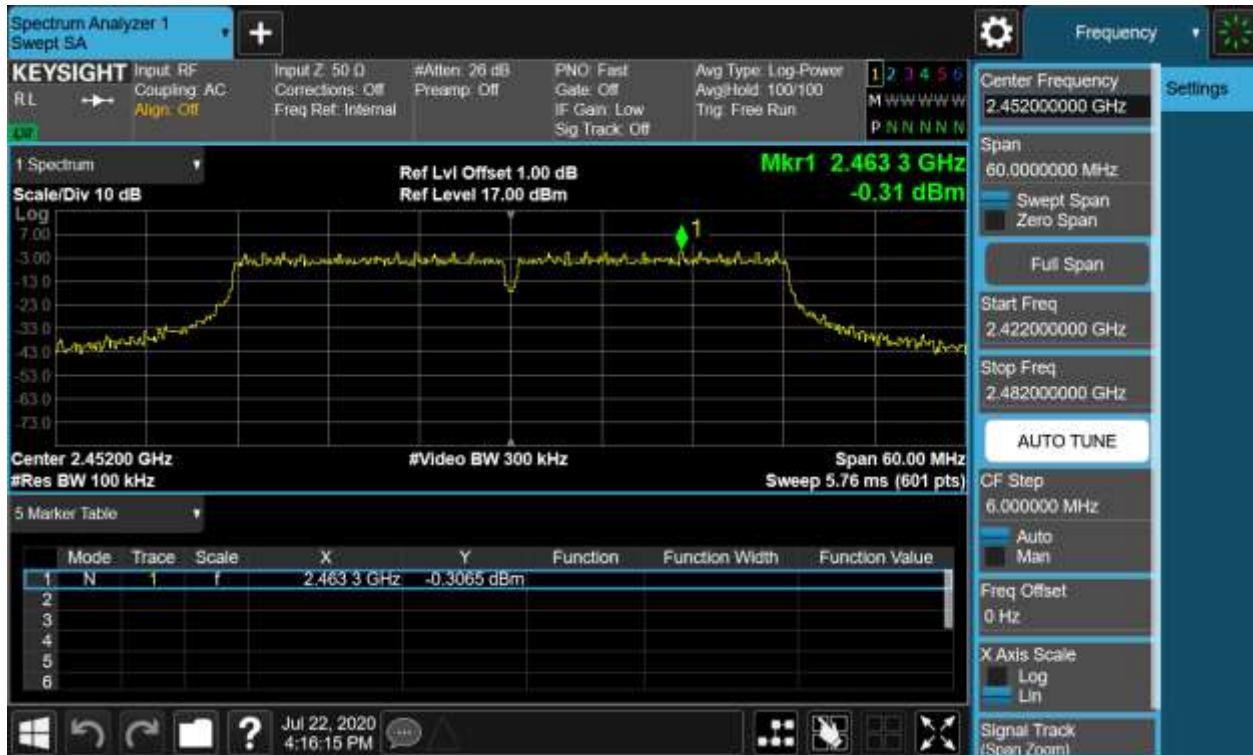 Spectrum Analyzer 1
Swept SA
+
Frequency
KEYSIGHT
RL
Input: RF
Coupling: AC
Align: Off
Input Z: 50 Ω
Corrections: Off
Freq Ref: Internal
#Atten: 26 dB
Preamp: Off
PNO: Fast
Gate: Off
IF Gain: Low
Sig Track: Off
Avg Type: Log-Power
Avg|Hold: 100/100
Trig: Free Run
1 2 3 4 5 6
M W W W W W
P N N N N N
Center Frequency
2.452000000 GHz
Settings
Span
60.0000000 MHz
Swept Span
Zero Span
Full Span
Start Freq
2.422000000 GHz
Stop Freq
2.482000000 GHz
AUTO TUNE
CF Step
6.000000 MHz
Auto
Man
Freq Offset
0 Hz
X Axis Scale
Log
Lin
Signal Track
(Span Zoom)
1 Spectrum
Scale/Div 10 dB
Ref Lvl Offset 1.00 dB
Ref Level 17.00 dBm
Mkr1 2.463 3 GHz
-0.31 dBm
Log
7.00
-3.00
-13.0
-23.0
-33.0
-43.0
-53.0
-63.0
-73.0
1
Center 2.45200 GHz
#Video BW 300 kHz
Span 60.00 MHz
#Res BW 100 kHz
Sweep 5.76 ms (601 pts)
5 Marker Table
Mode Trace Scale X Y Function Function Width Function Value
1 N 1 f 2.463 3 GHz -0.3065 dBm
2
3
4
5
6
?
Jul 22, 2020
4:16:15 PM